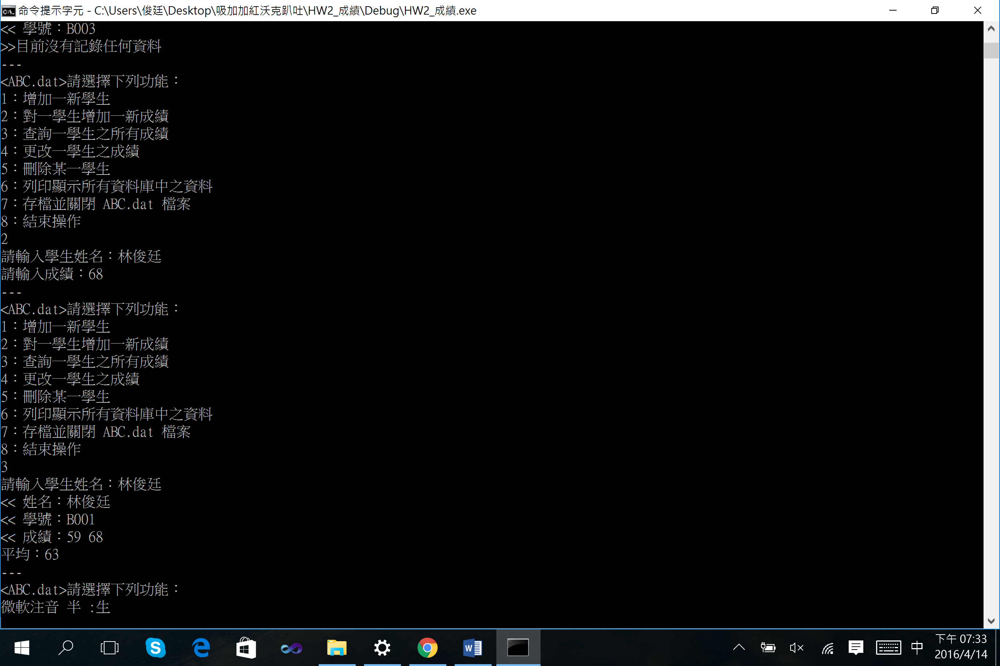 命令提示字元 - C:\Users\俊廷\Desktop\吸加加紅沃克趴吐\HW2_成績\Debug\HW2_成績.exe
<< 學號：B003
>>目前沒有記錄任何資料
---
<ABC.dat>請選擇下列功能：
1：增加一新學生
2：對一學生增加一新成績
3：查詢一學生之所有成績
4：更改一學生之成績
5：刪除某一學生
6：列印顯示所有資料庫中之資料
7：存檔並關閉 ABC.dat 檔案
8：結束操作
2
請輸入學生姓名：林俊廷
請輸入成績：68
---
<ABC.dat>請選擇下列功能：
1：增加一新學生
2：對一學生增加一新成績
3：查詢一學生之所有成績
4：更改一學生之成績
5：刪除某一學生
6：列印顯示所有資料庫中之資料
7：存檔並關閉 ABC.dat 檔案
8：結束操作
3
請輸入學生姓名：林俊廷
<< 姓名：林俊廷
<< 學號：B001
<< 成績：59 68
平均：63
---
<ABC.dat>請選擇下列功能：
微軟注音 半 :生
中
下午 07:33
2016/4/14